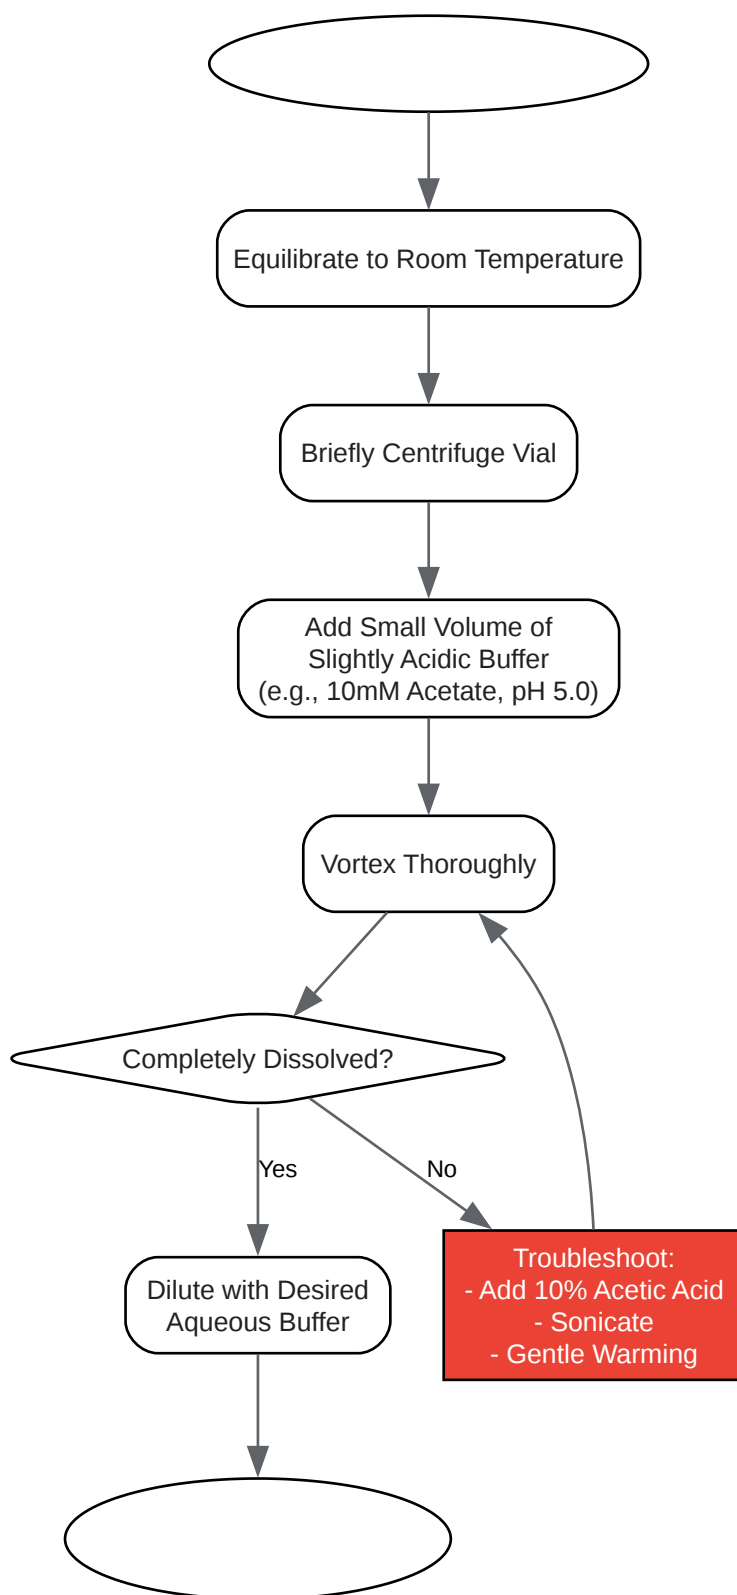 Equilibrate to Room Temperature
Briefly Centrifuge Vial
Add Small Volume of
Slightly Acidic Buffer
(e.g., 10mM Acetate, pH 5.0)
Vortex Thoroughly
Completely Dissolved?
Yes
No
Dilute with Desired
Aqueous Buffer
Troubleshoot:
- Add 10% Acetic Acid
- Sonicate
- Gentle Warming